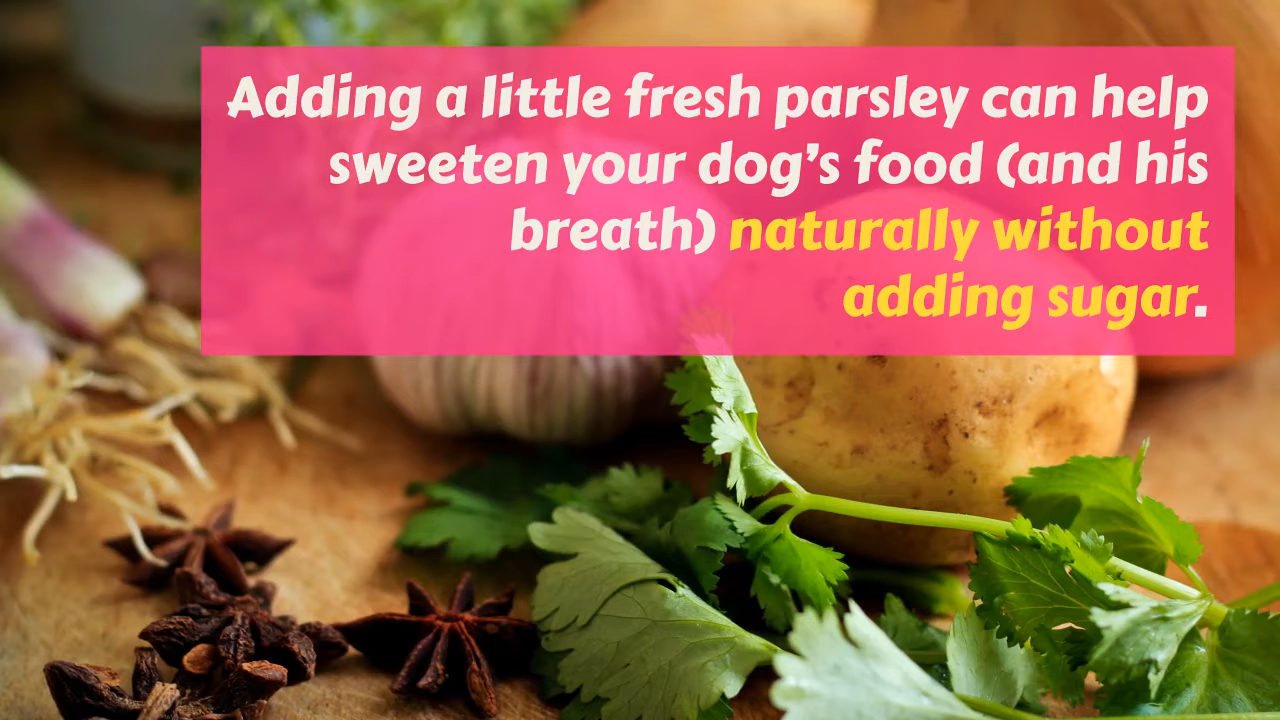 Adding a little fresh parsley can help
sweeten your dog’s food (and his
breath) naturally without
adding sugar.